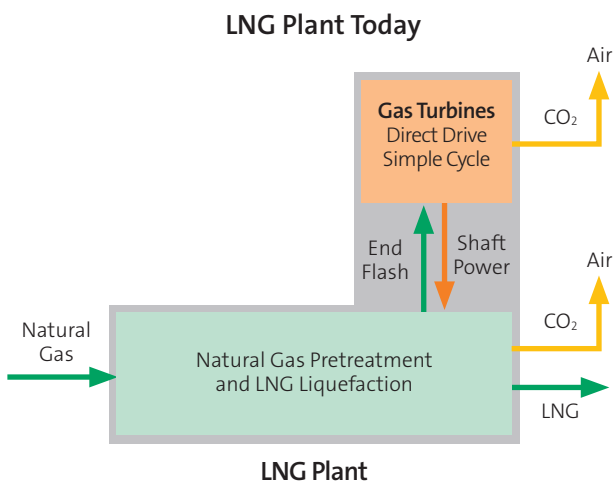 LNG Plant Today
Air
Gas Turbines
Direct Drive
Simple Cycle
CO₂
End
Flash
Shaft
Power
Air
CO₂
Natural
Gas
Natural Gas Pretreatment
and LNG Liquefaction
LNG
LNG Plant